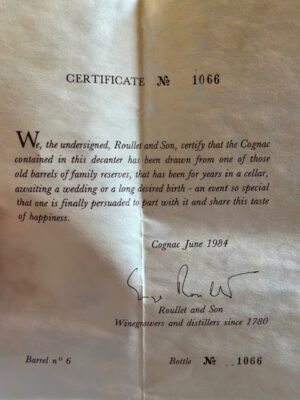 CERTIFICATE № 1066
We, the undersigned, Roullet and Son, certify that the Cognac
contained in this decanter has been drawn from one of those
old barrels of family reserves, that has been for years in a cellar,
awaiting a wedding or a long desired birth - an event so special
that one is finally persuaded to part with it and share this taste
of happiness.
Cognac June 1984
Roullet and Son
Winegrowers and distillers since 1780
Barrel nº 6 Bottle № 1066